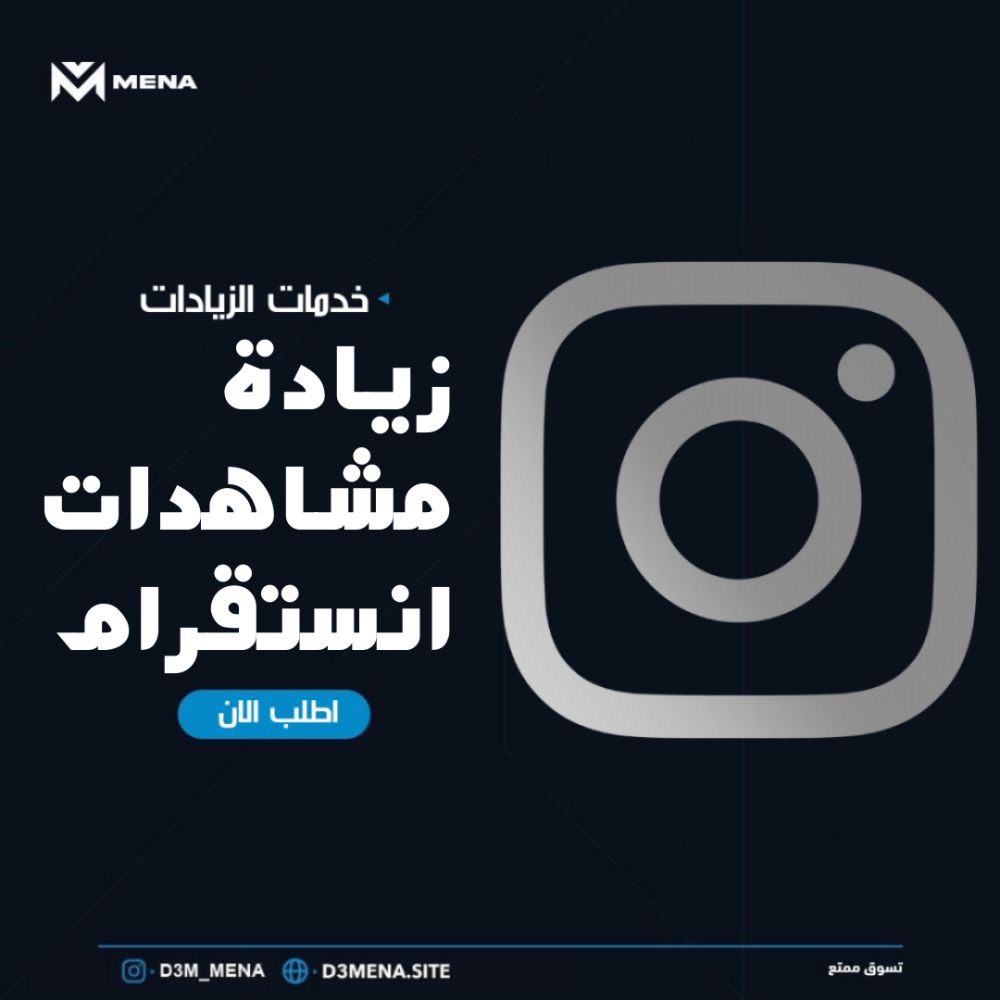 MENA
خدمات الزيادات
زيادة
مشاهدات
انستقرام
اطلب الان
D3M_MENA
D3MENA.SITE
تسوق ممتع